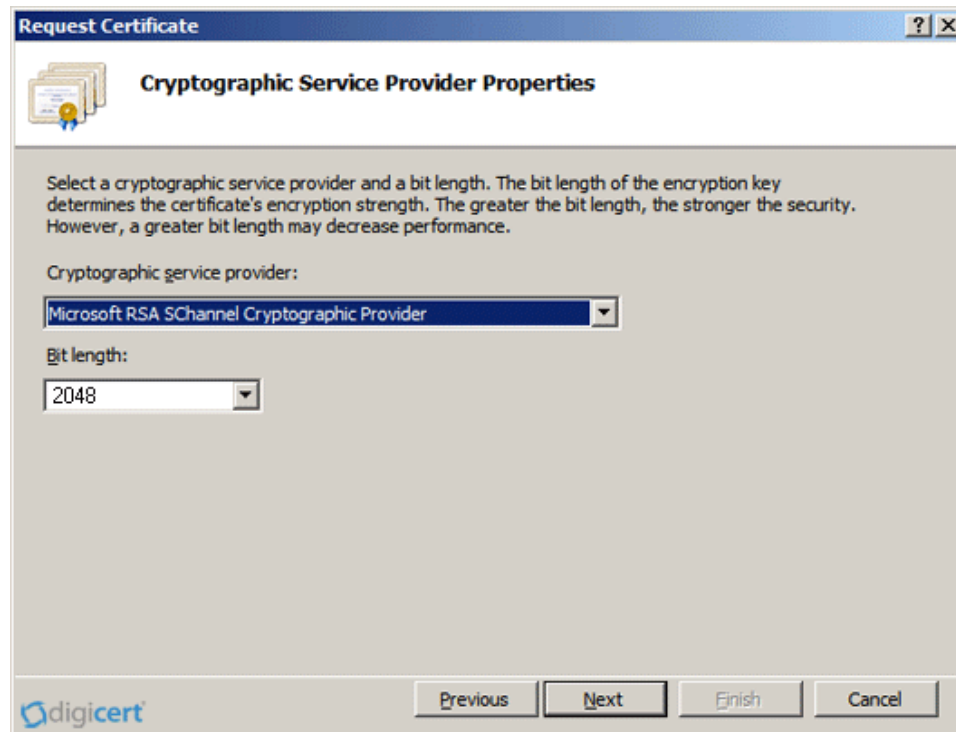 Request Certificate
Cryptographic Service Provider Properties
Select a cryptographic service provider and a bit length. The bit length of the encryption key
determines the certificate's encryption strength. The greater the bit length, the stronger the security.
However, a greater bit length may decrease performance.
Cryptographic service provider:
Microsoft RSA SChannel Cryptographic Provider
Bit length:
2048
Previous Next Finish Cancel
digicert